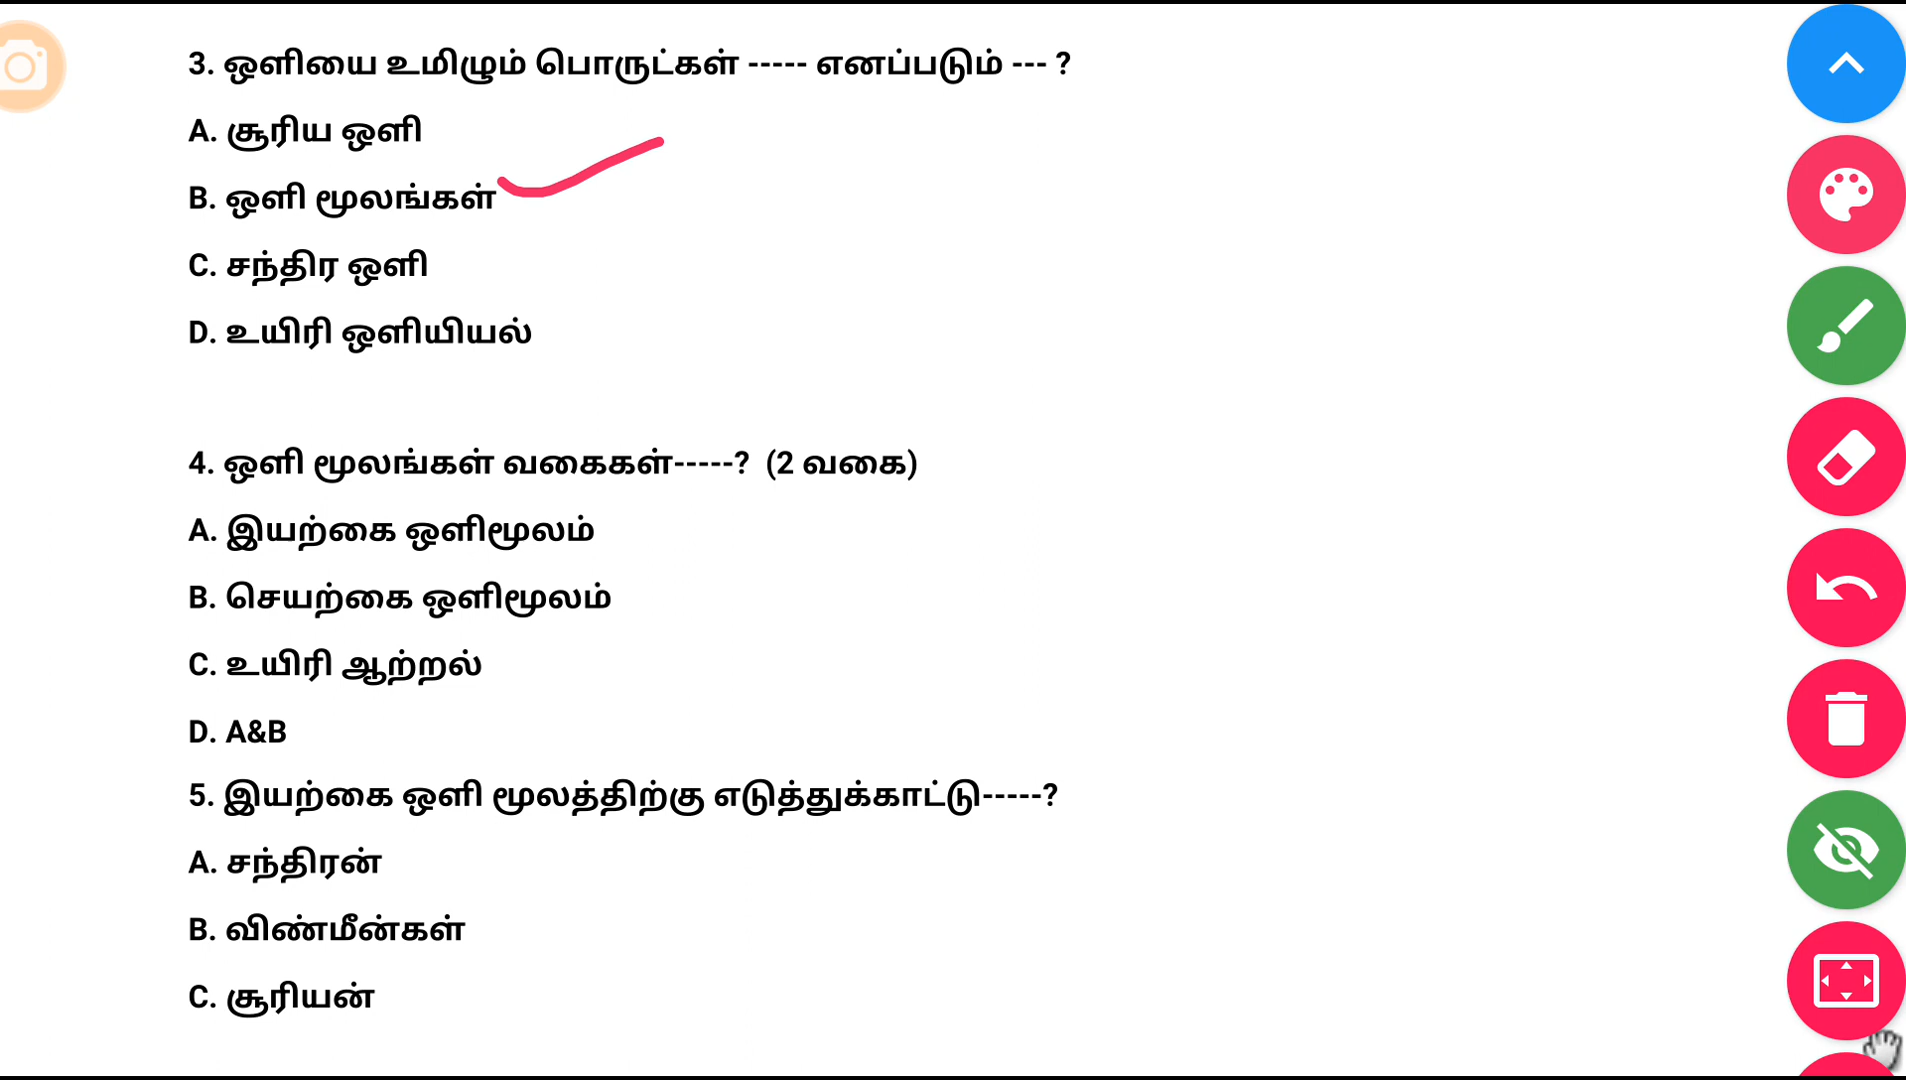 3. ஒளியை உமிழும் பொருட்கள் ----- எனப்படும் --- ?
A. சூரிய ஒளி
B. ஒளி மூலங்கள்
C. சந்திர ஒளி
D. உயிரி ஒளியியல்
4. ஒளி மூலங்கள் வகைகள்-----? (2 வகை)
A. இயற்கை ஒளிமூலம்
B. செயற்கை ஒளிமூலம்
C. உயிரி ஆற்றல்
D. A&B
5. இயற்கை ஒளி மூலத்திற்கு எடுத்துக்காட்டு-----?
A. சந்திரன்
B. விண்மீன்கள்
C. சூரியன்